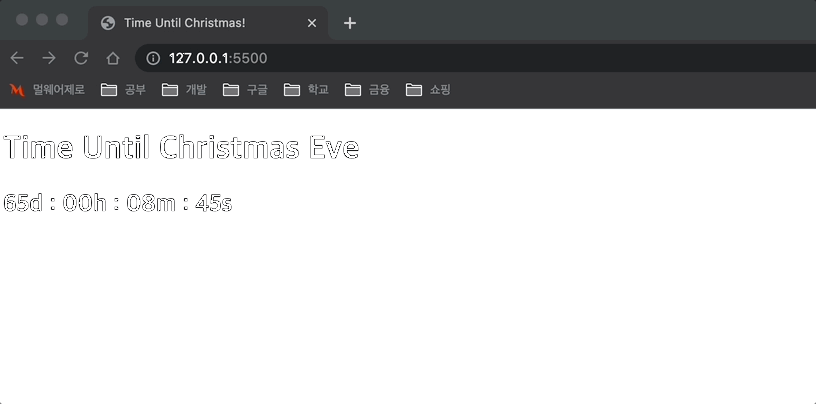 Time Until Christmas!
127.0.0.1:5500
멀웨어제로 공부 개발 구글 학교 금융 쇼핑
Time Until Christmas Eve
65d : 00h : 08m : 45s